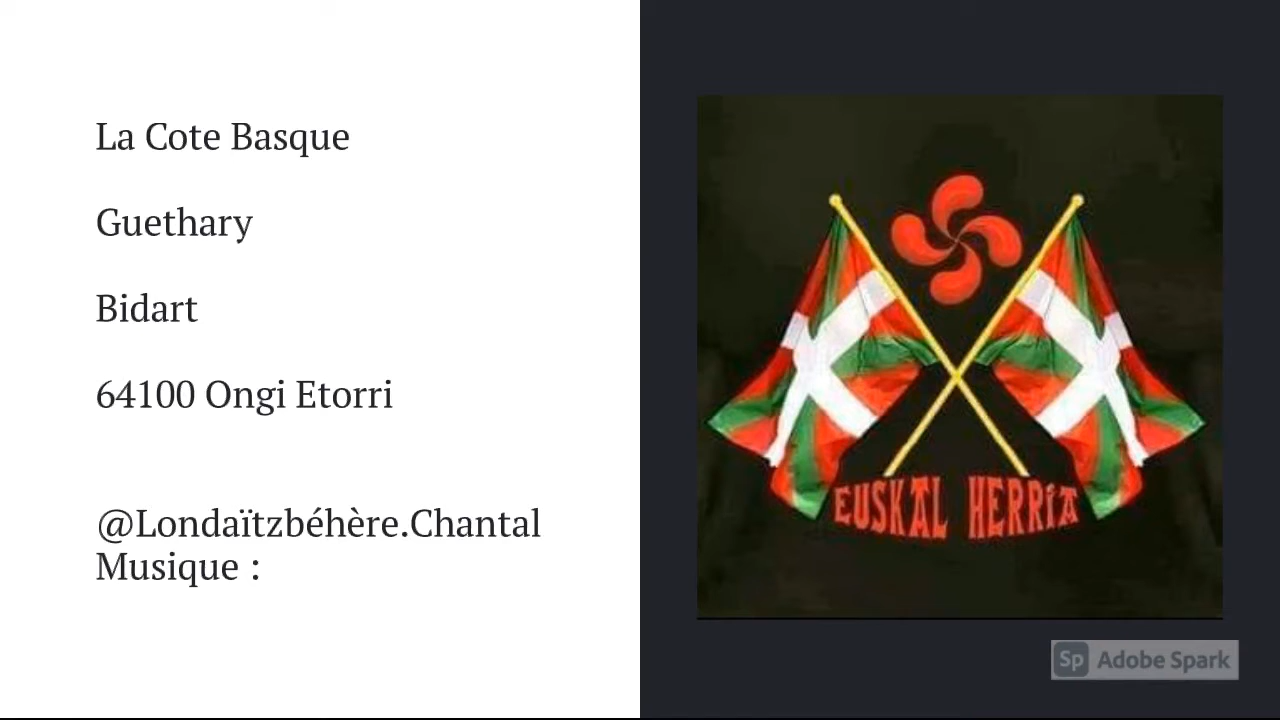 La Cote Basque
Guethary
Bidart
64100 Ongi Etorri
@Londaïtzbéhère.Chantal
Musique :
EUSKAL HERRiA
Sp Adobe Spark